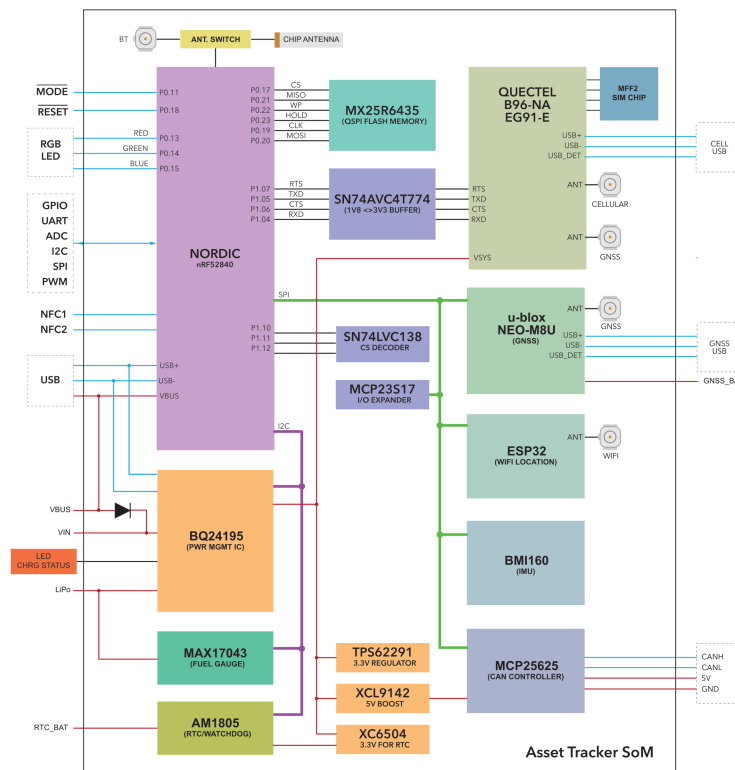 BT
ANT. SWITCH
CHIP ANTENNA
MODE
RESET
RGB
LED
RED
GREEN
BLUE
GPIO
UART
ADC
I2C
SPI
PWM
NFC1
NFC2
USB
P0.11
P0.18
P0.13
P0.14
P0.15
USB+
USB-
VBUS
NORDIC
nRF52840
P0.17
P0.21
P0.22
P0.23
P0.19
P0.20
CS
MISO
WP
HOLD
CLK
MOSI
MX25R6435
(QSPI FLASH MEMORY)
P1.07
P1.05
P1.06
P1.04
RTS
TXD
CTS
RXD
SN74AVC4T774
(1V8 <>3V3 BUFFER)
RTS
TXD
CTS
RXD
QUECTEL
B96-NA
EG91-E
USB+
USB-
USB_DET
ANT
ANT
VSYS
MFF2
SIM CHIP
CELL
USB
CELLULAR
GNSS
SPI
P1.10
P1.11
P1.12
SN74LVC138
CS DECODER
MCP23S17
I/O EXPANDER
I2C
u-blox
NEO-M8U
(GNSS)
ANT
USB+
USB-
USB_DET
GNSS
GNSS
USB
GNSS_BA
ESP32
(WIFI LOCATION)
ANT
WIFI
BMI160
(IMU)
MCP25625
(CAN CONTROLLER)
CANH
CANL
5V
GND
VBUS
VIN
LED
CHRG STATUS
LiPo
BQ24195
(PWR MGMT IC)
MAX17043
(FUEL GAUGE)
RTC_BAT
AM1805
(RTC/WATCHDOG)
TPS62291
3.3V REGULATOR
XCL9142
5V BOOST
XC6504
3.3V FOR RTC
Asset Tracker SoM